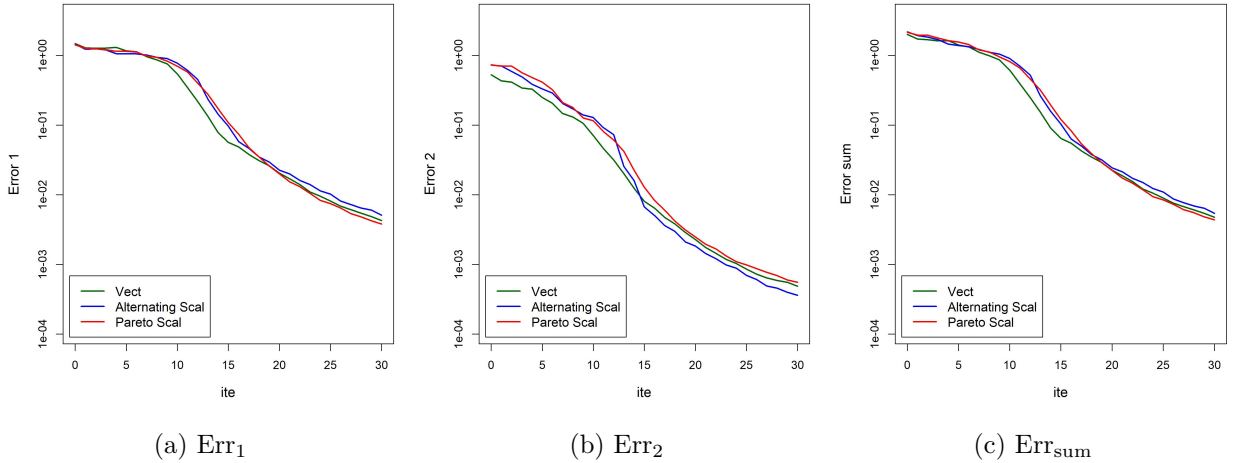 Error 1
1e+00
1e-01
1e-02
1e-03
1e-04
Vect
Alternating Scal
Pareto Scal
0 5 10 15 20 25 30
ite
(a) Err₁
Error 2
1e+00
1e-01
1e-02
1e-03
1e-04
Vect
Alternating Scal
Pareto Scal
0 5 10 15 20 25 30
ite
(b) Err₂
Error sum
1e+00
1e-01
1e-02
1e-03
1e-04
Vect
Alternating Scal
Pareto Scal
0 5 10 15 20 25 30
ite
(c) Errsum